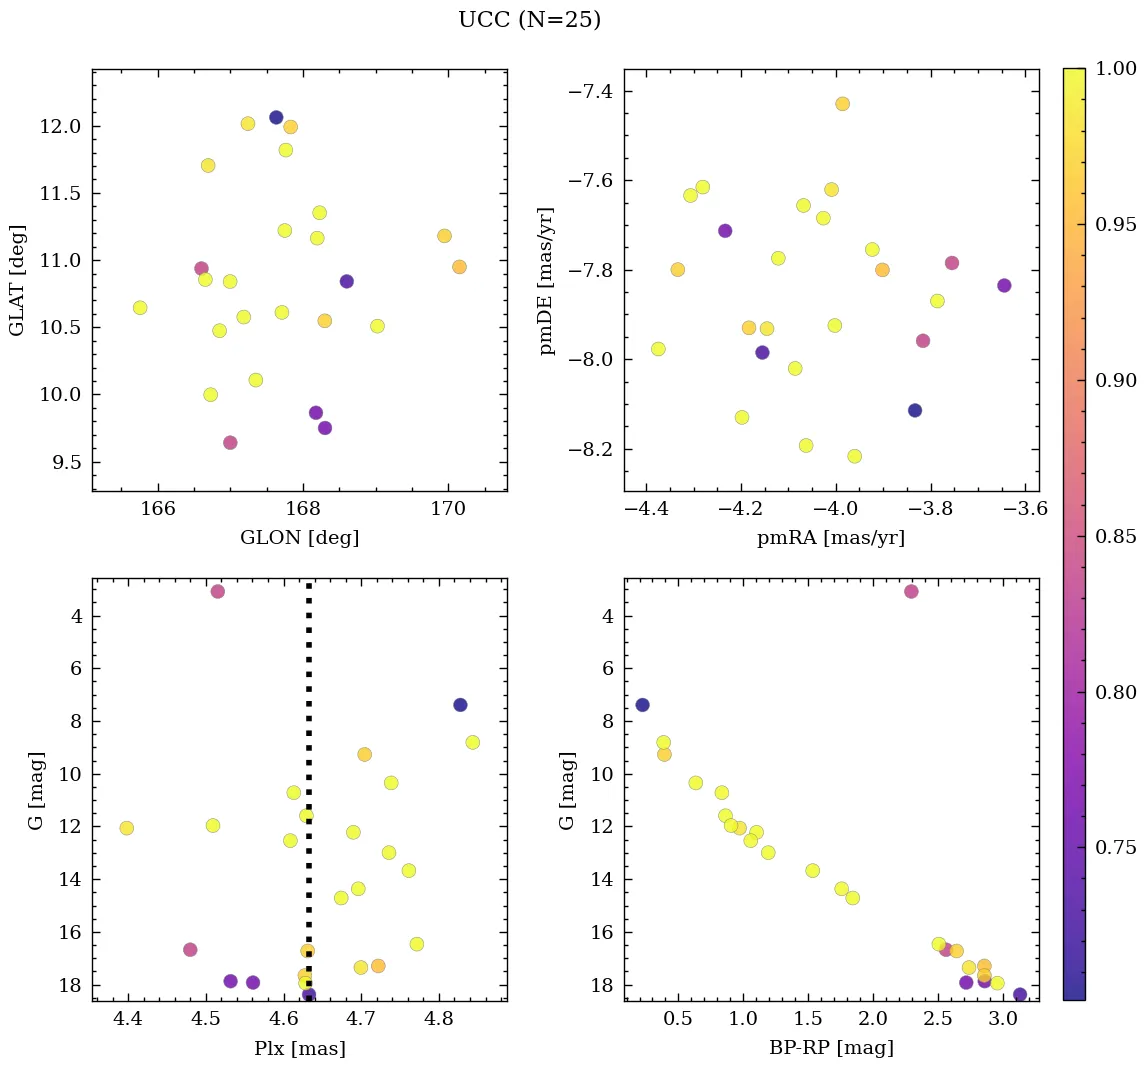 UCC (N=25)
12.0
11.5
11.0
10.5
10.0
9.5
GLAT [deg]
166 168 170
GLON [deg]
−7.4
−7.6
−7.8
−8.0
−8.2
pmDE [mas/yr]
−4.4 −4.2 −4.0 −3.8 −3.6
pmRA [mas/yr]
4
6
8
10
12
14
16
18
G [mag]
4.4 4.5 4.6 4.7 4.8
Plx [mas]
4
6
8
10
12
14
16
18
G [mag]
0.5 1.0 1.5 2.0 2.5 3.0
BP-RP [mag]
1.00
0.95
0.90
0.85
0.80
0.75